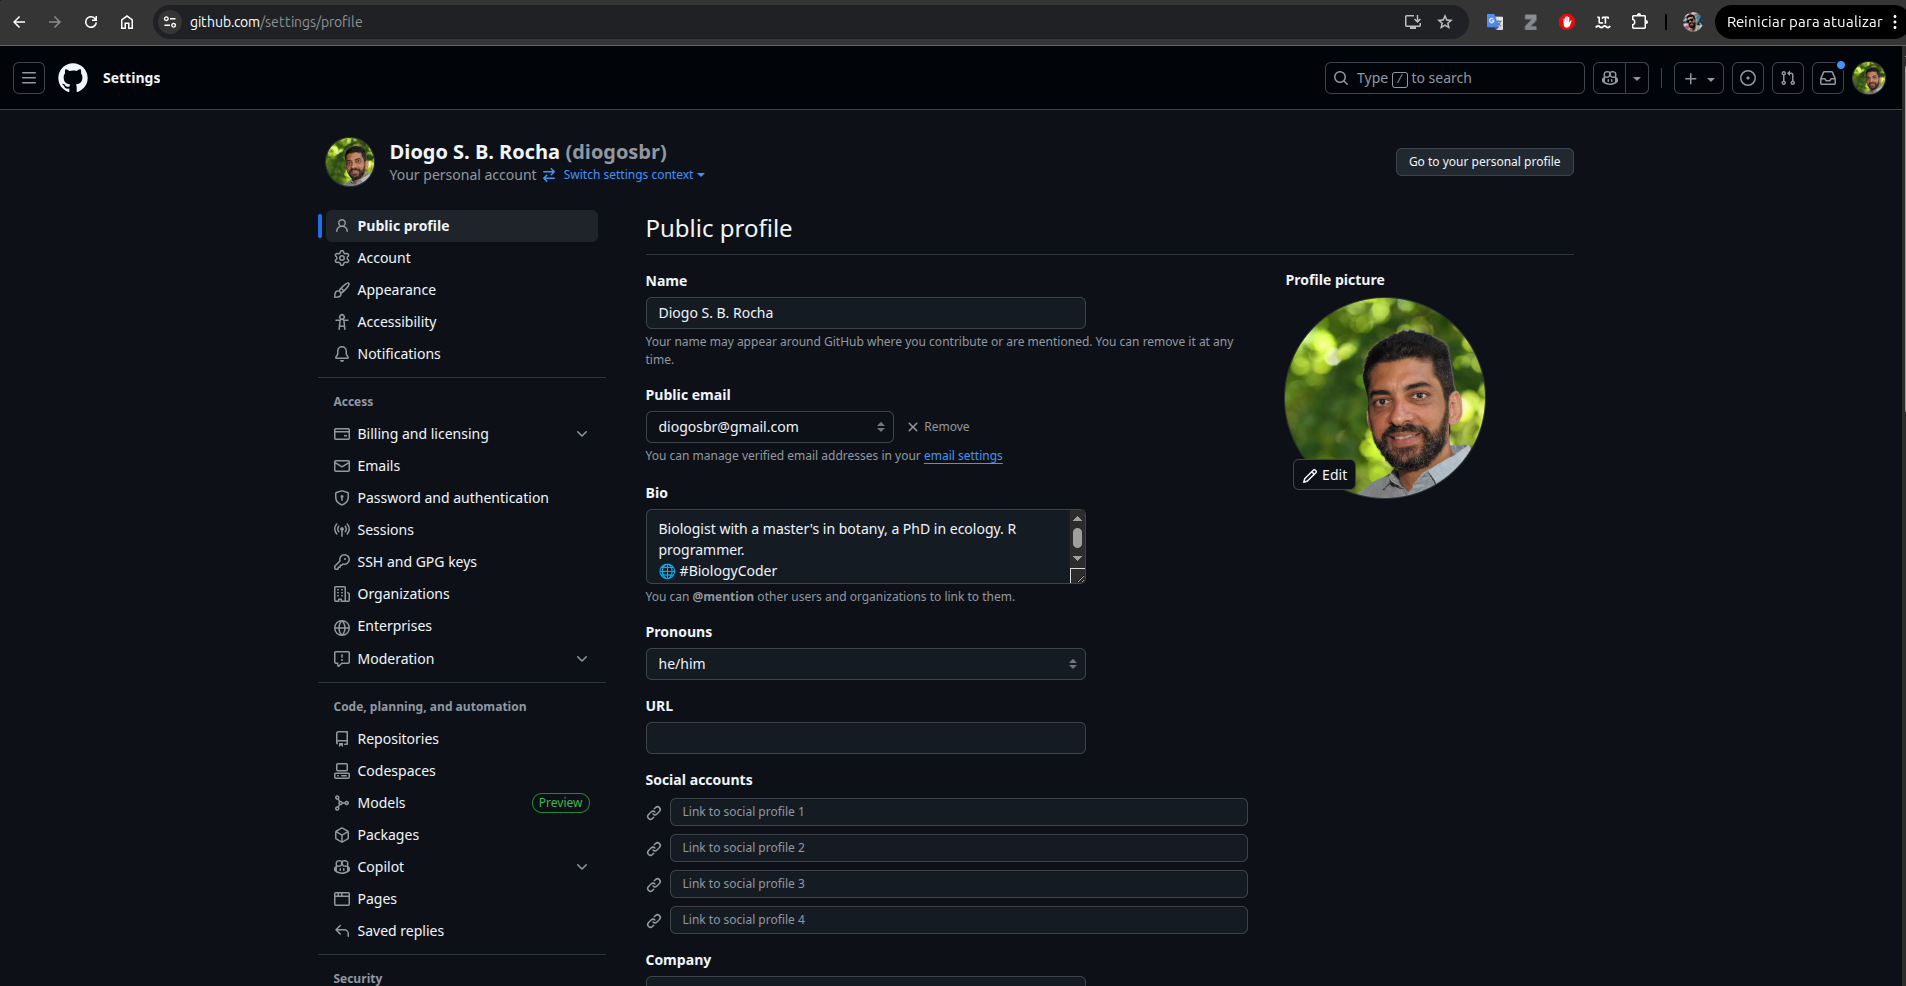 github.com/settings/profile
Reiniciar para atualizar
Settings
Type / to search
Diogo S. B. Rocha (diogosbr)
Your personal account
Switch settings context
Go to your personal profile
Public profile
Account
Appearance
Accessibility
Notifications
Access
Billing and licensing
Emails
Password and authentication
Sessions
SSH and GPG keys
Organizations
Enterprises
Moderation
Code, planning, and automation
Repositories
Codespaces
Models
Preview
Packages
Copilot
Pages
Saved replies
Security
Public profile
Name
Diogo S. B. Rocha
Your name may appear around GitHub where you contribute or are mentioned. You can remove it at any
time.
Public email
diogosbr@gmail.com
Remove
You can manage verified email addresses in your email settings
Bio
Biologist with a master's in botany, a PhD in ecology. R
programmer.
🌐 #BiologyCoder
You can @mention other users and organizations to link to them.
Pronouns
he/him
URL
Social accounts
Link to social profile 1
Link to social profile 2
Link to social profile 3
Link to social profile 4
Company
Profile picture
Edit